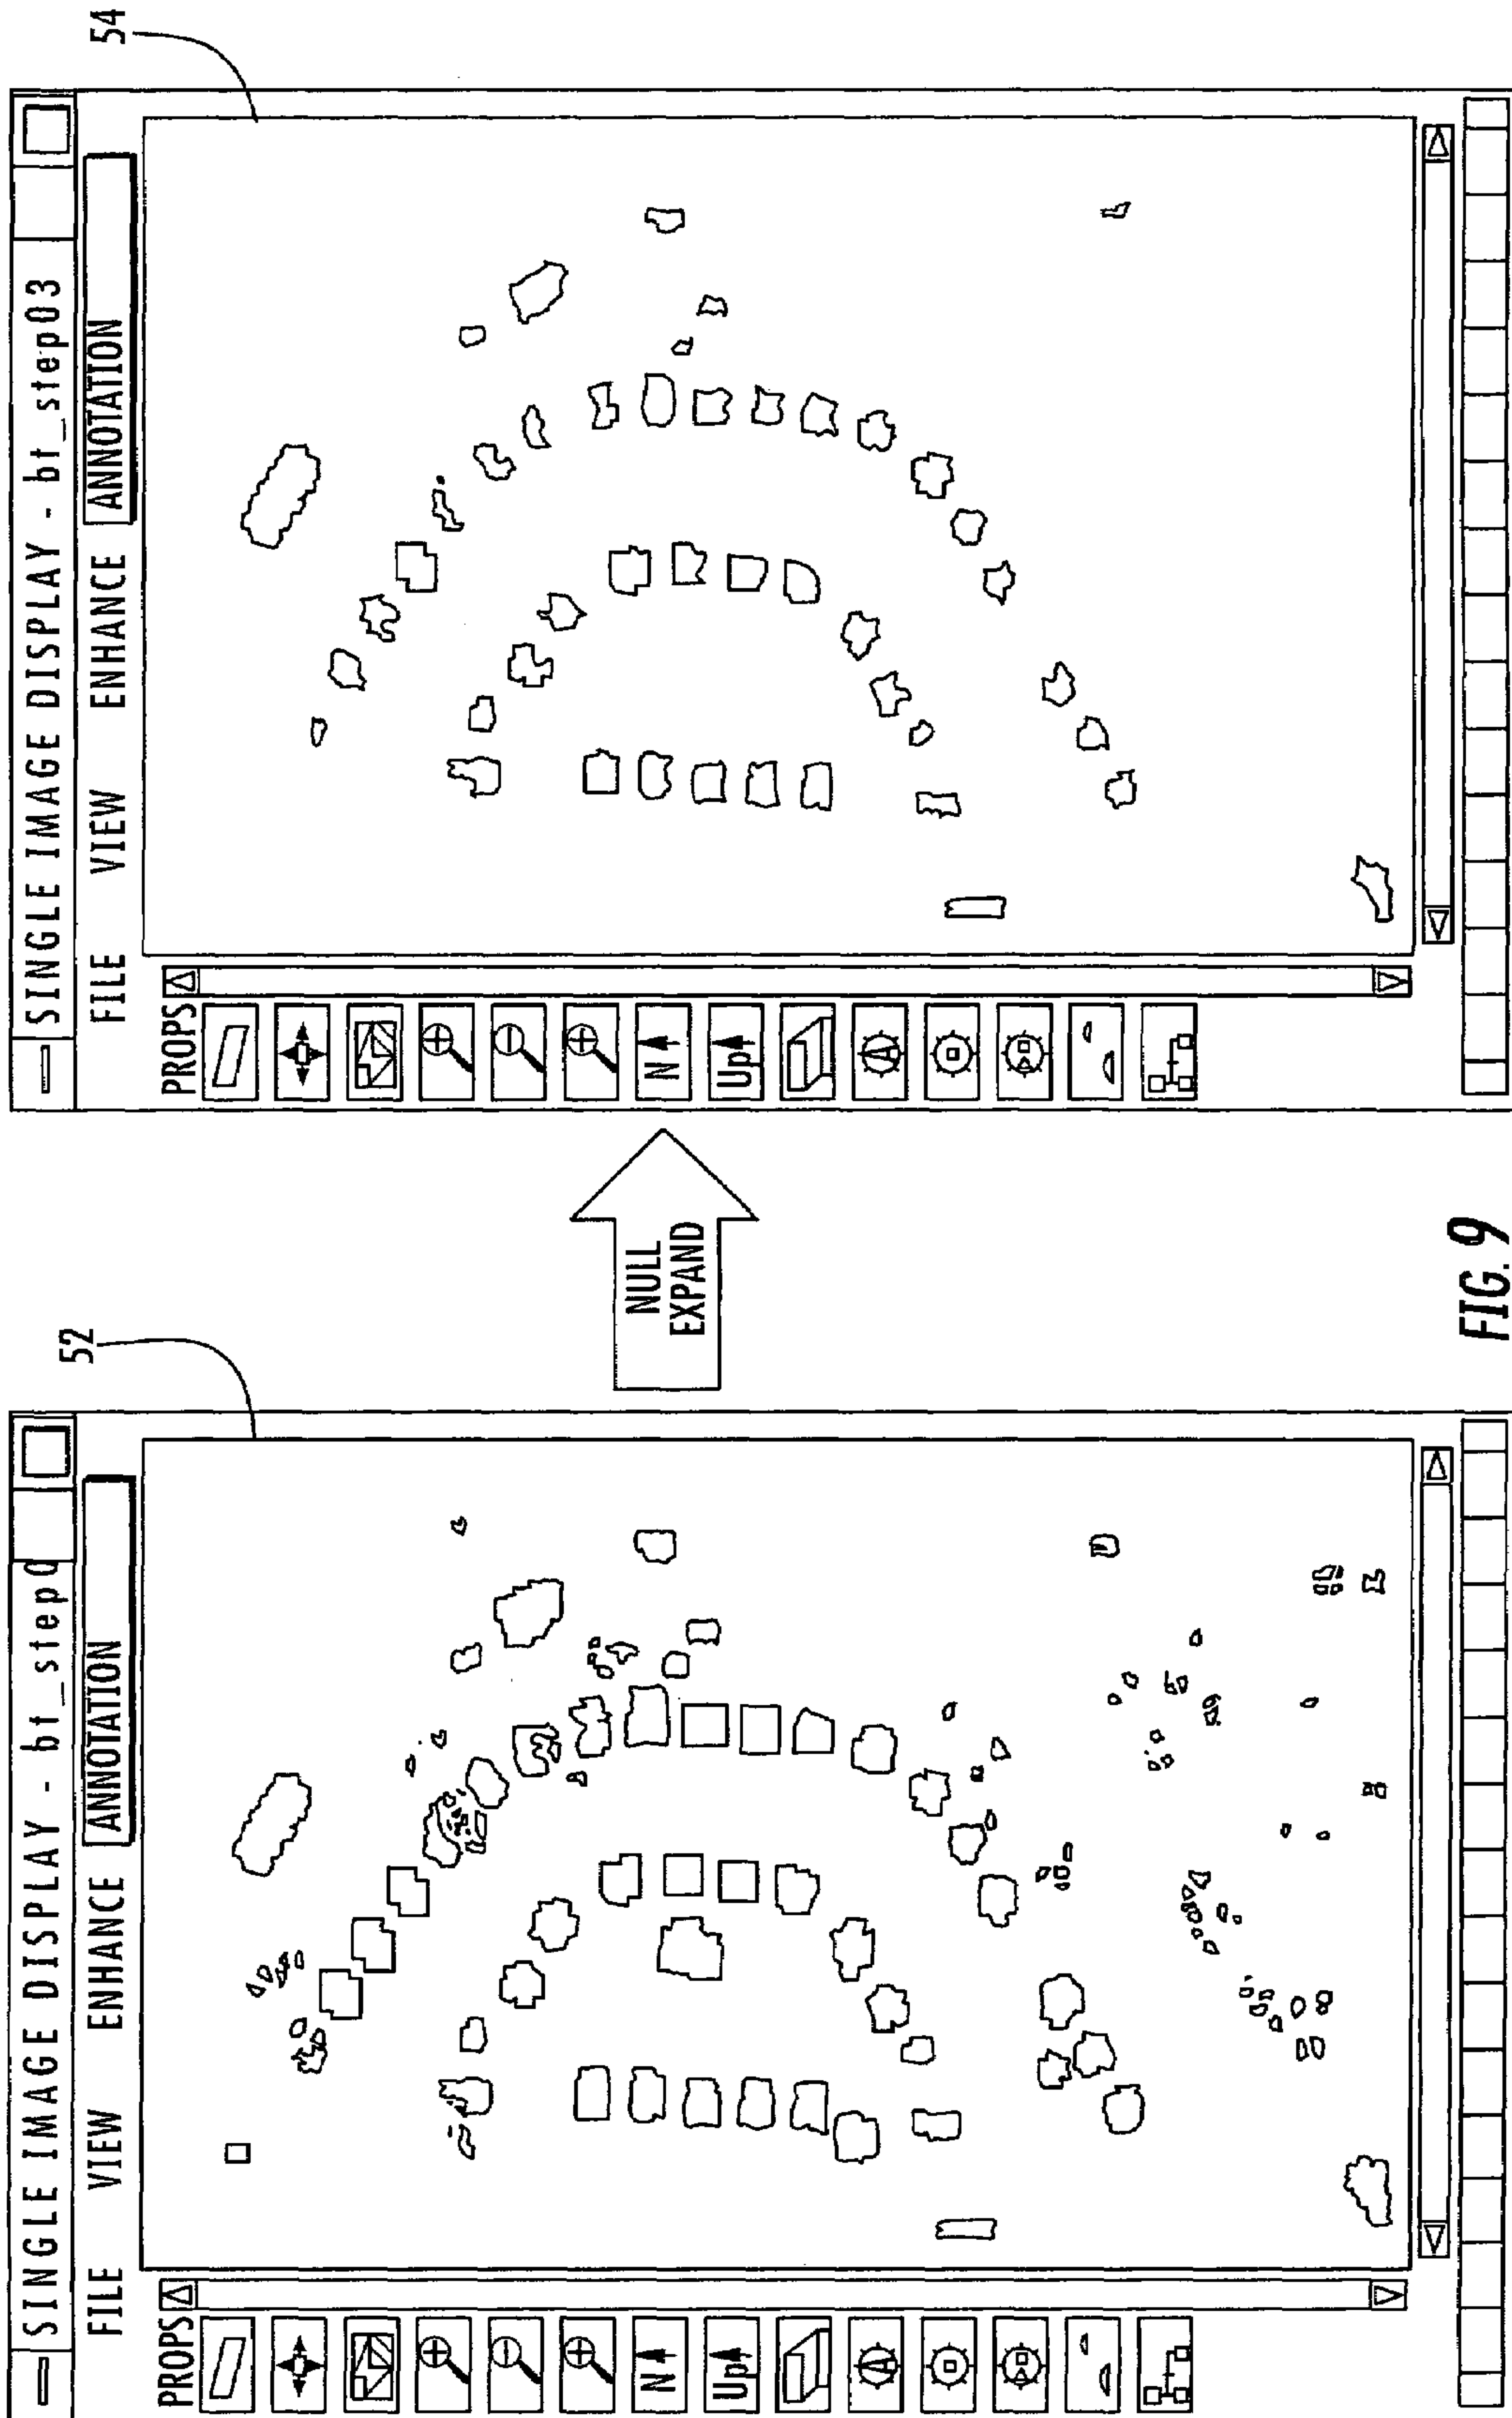 52
SINGLE IMAGE DISPLAY - bt_step0
FILE VIEW ENHANCE ANNOTATION
PROPS
N
Up
NULL
EXPAND
54
SINGLE IMAGE DISPLAY - bt_step03
FILE VIEW ENHANCE ANNOTATION
PROPS
N
Up
FIG. 9